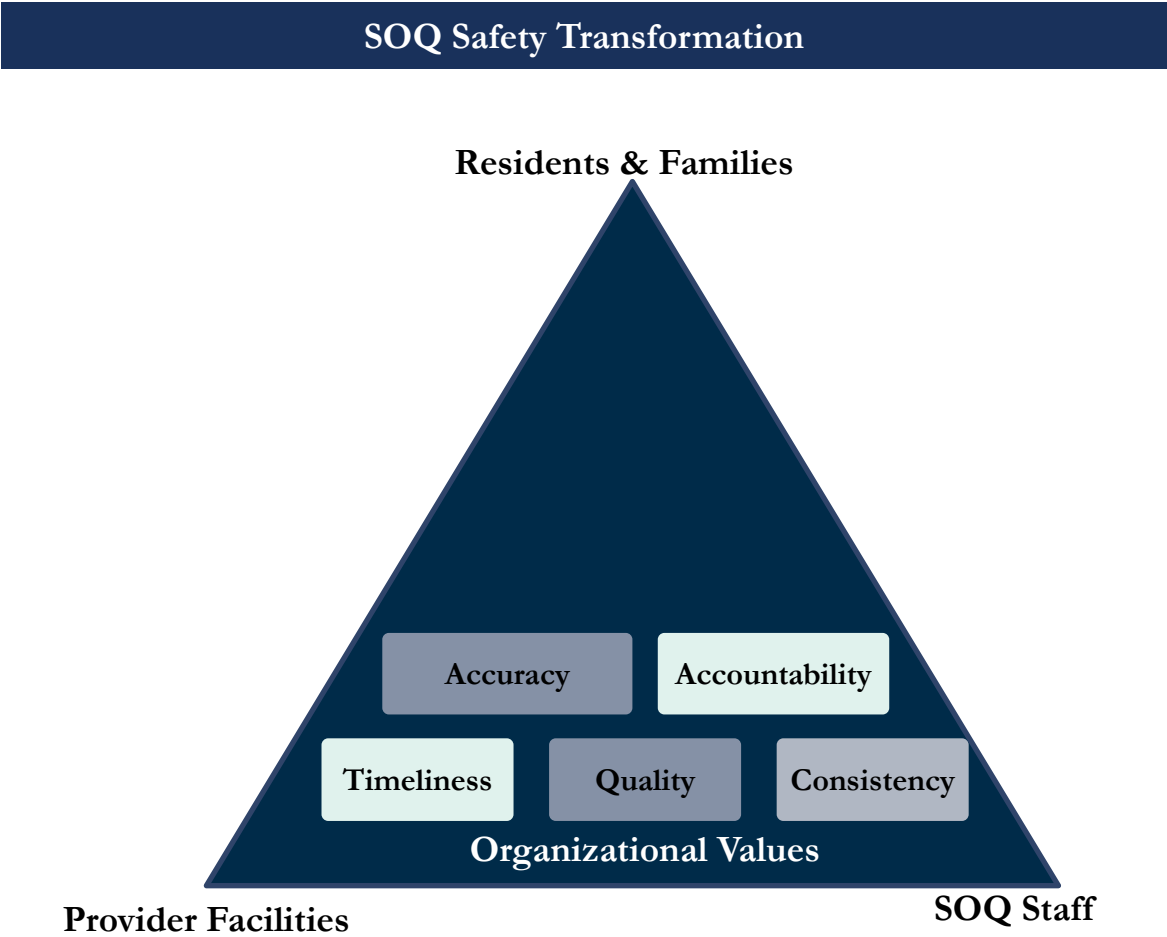 SOQ Safety Transformation
Residents & Families
Accuracy
Accountability
Timeliness
Quality
Consistency
Organizational Values
Provider Facilities
SOQ Staff